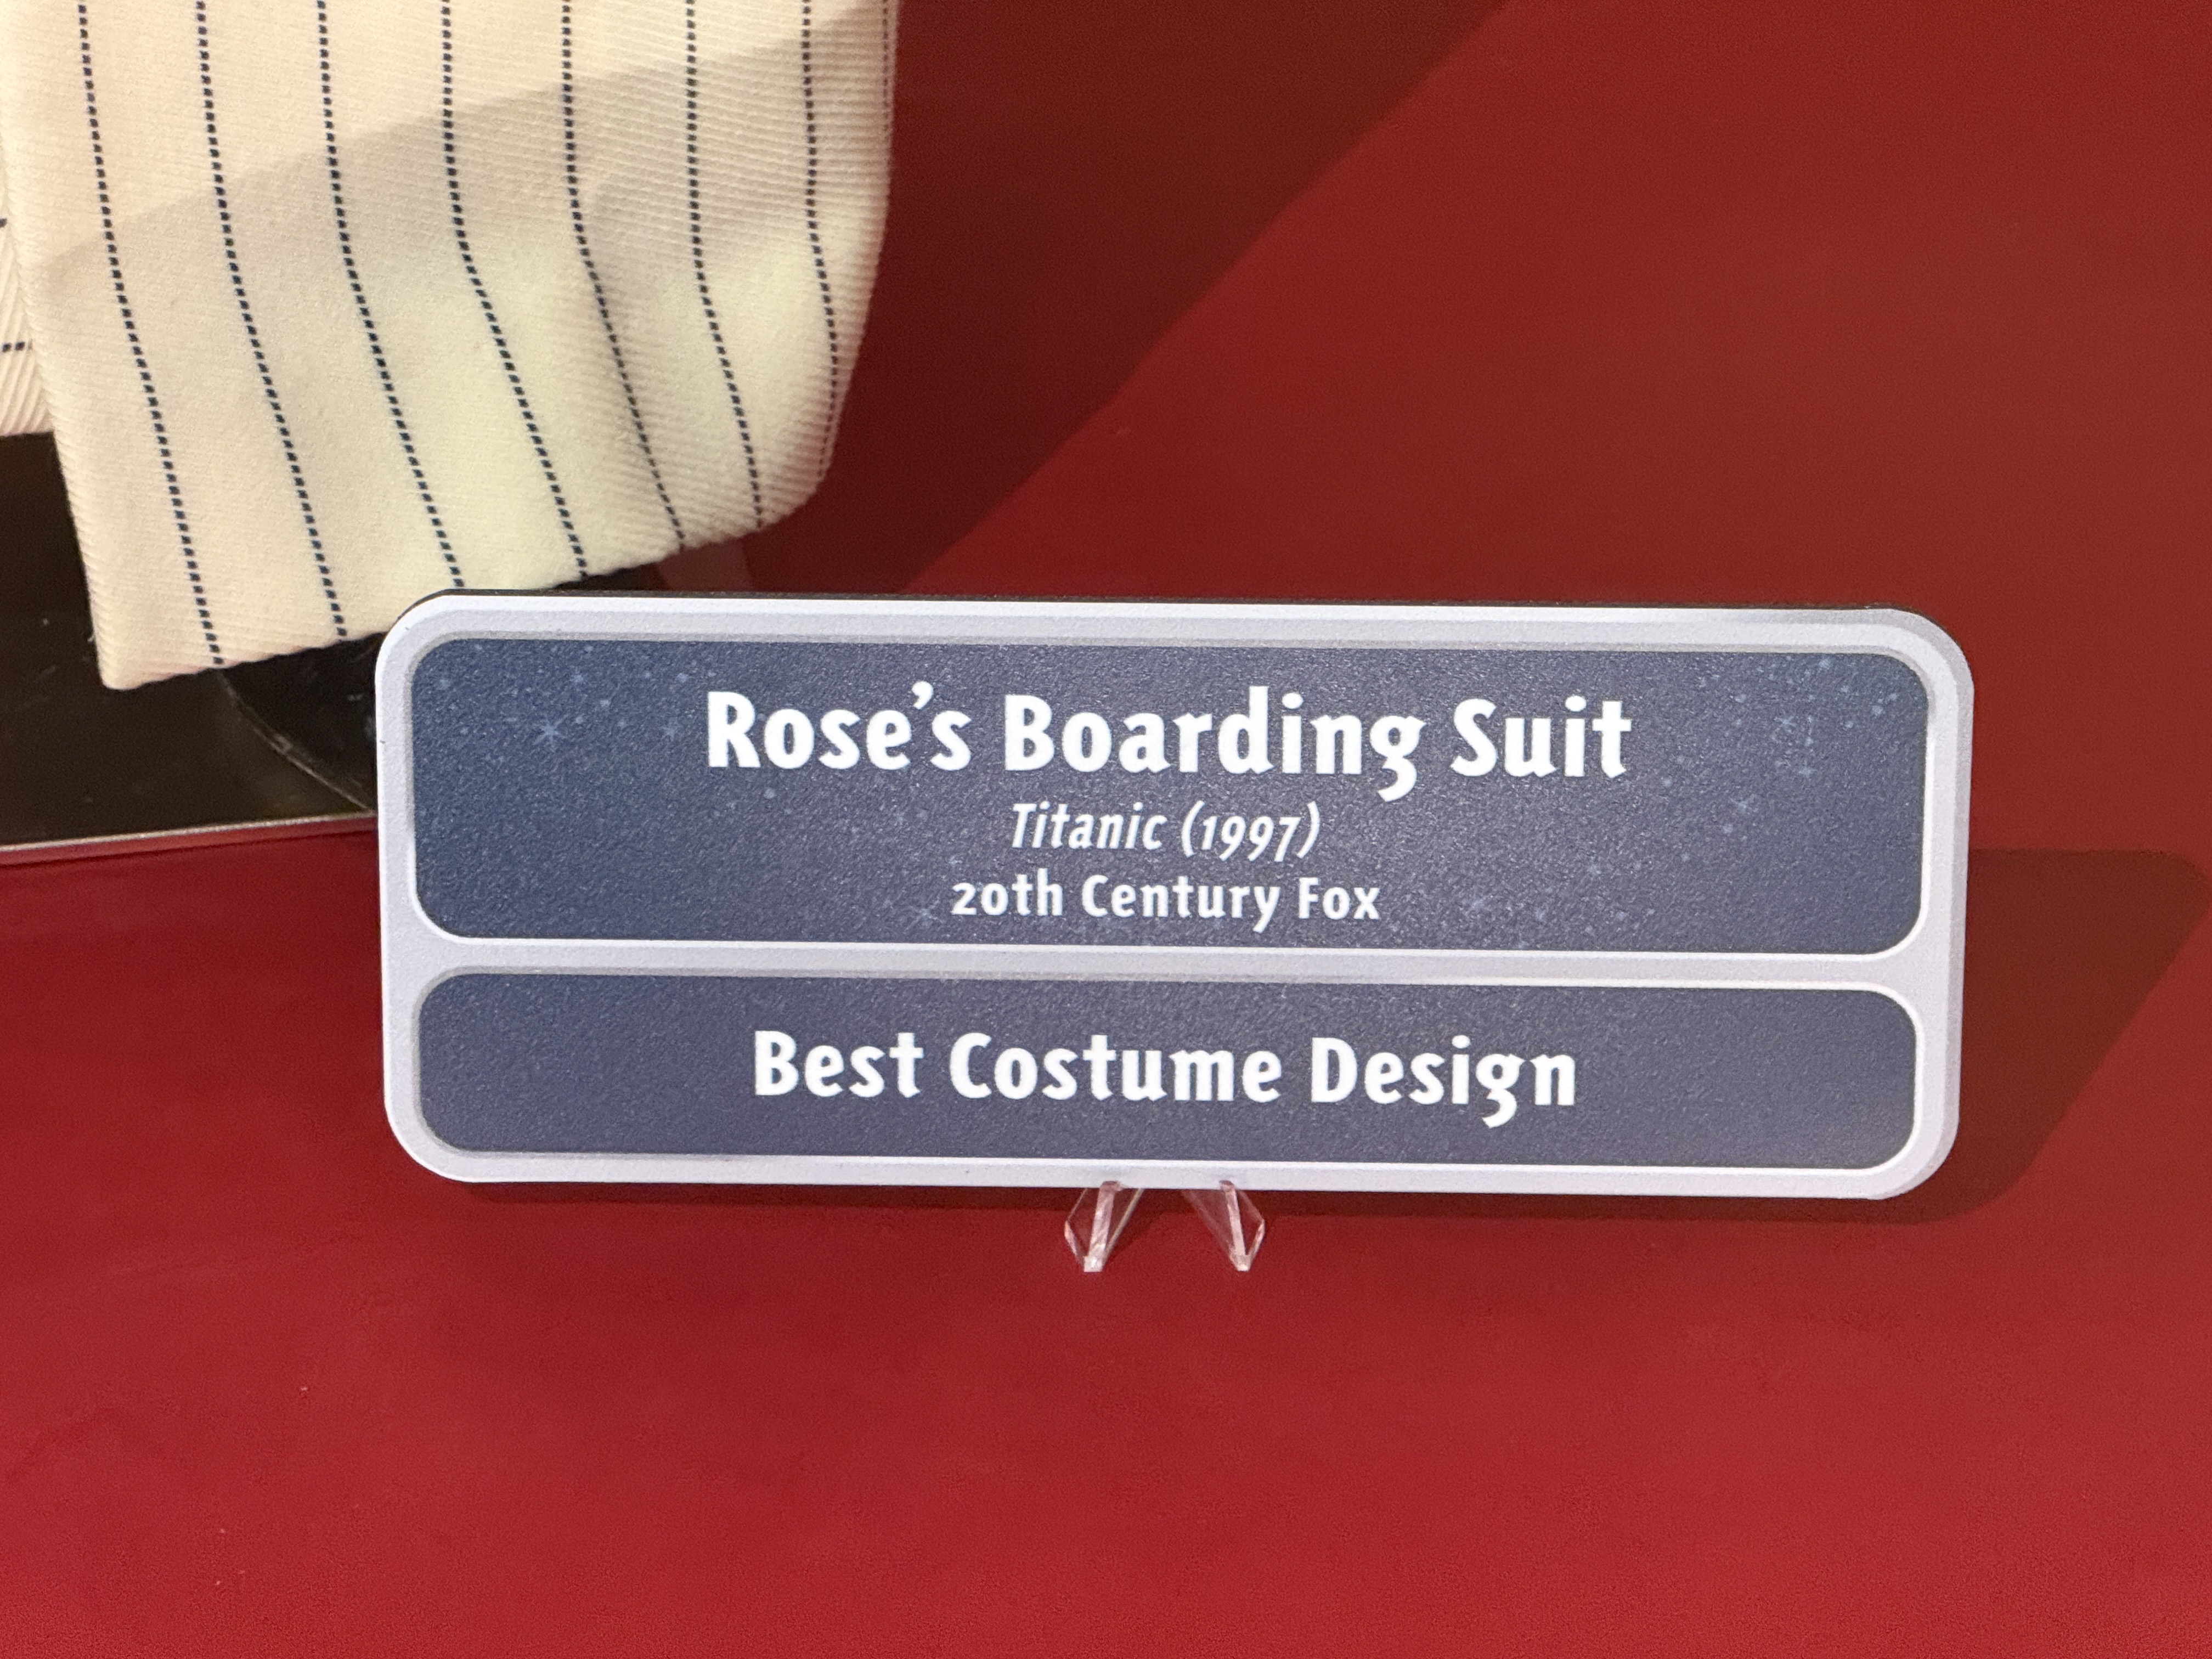 Rose’s Boarding Suit
Titanic (1997)
20th Century Fox
Best Costume Design